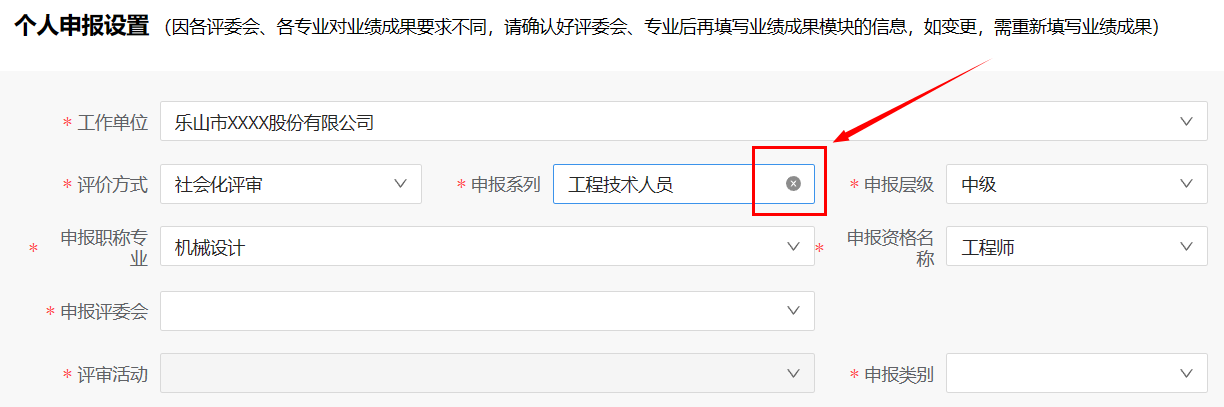 个人申报设置 (因各评委会、各专业对业绩成果要求不同，请确认好评委会、专业后再填写业绩成果模块的信息，如变更，需重新填写业绩成果)
* 工作单位 乐山市XXXX股份有限公司
* 评价方式 社会化评审 * 申报系列 工程技术人员 * 申报层级 中级
* 申报职称专业 机械设计 * 申报资格名称 工程师
* 申报评委会
* 评审活动 * 申报类别